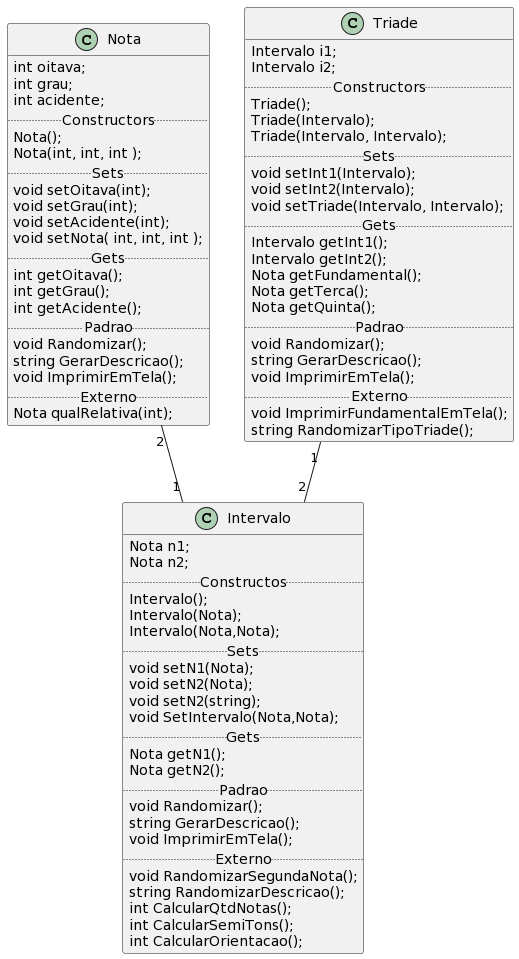 C Nota
int oitava;
int grau;
int acidente;
Constructors
Nota();
Nota(int, int, int );
Sets
void setOitava(int);
void setGrau(int);
void setAcidente(int);
void setNota( int, int, int );
Gets
int getOitava();
int getGrau();
int getAcidente();
Padrao
void Randomizar();
string GerarDescricao();
void ImprimirEmTela();
Externo
Nota qualRelativa(int);
C Triade
Intervalo i1;
Intervalo i2;
Constructors
Triade();
Triade(Intervalo);
Triade(Intervalo, Intervalo);
Sets
void setInt1(Intervalo);
void setInt2(Intervalo);
void setTriade(Intervalo, Intervalo);
Gets
Intervalo getInt1();
Intervalo getInt2();
Nota getFundamental();
Nota getTerca();
Nota getQuinta();
Padrao
void Randomizar();
string GerarDescricao();
void ImprimirEmTela();
Externo
void ImprimirFundamentalEmTela();
string RandomizarTipoTriade();
2
1
1
2
C Intervalo
Nota n1;
Nota n2;
Constructos
Intervalo();
Intervalo(Nota);
Intervalo(Nota,Nota);
Sets
void setN1(Nota);
void setN2(Nota);
void setN2(string);
void SetIntervalo(Nota,Nota);
Gets
Nota getN1();
Nota getN2();
Padrao
void Randomizar();
string GerarDescricao();
void ImprimirEmTela();
Externo
void RandomizarSegundaNota();
string RandomizarDescricao();
int CalcularQtdNotas();
int CalcularSemiTons();
int CalcularOrientacao();